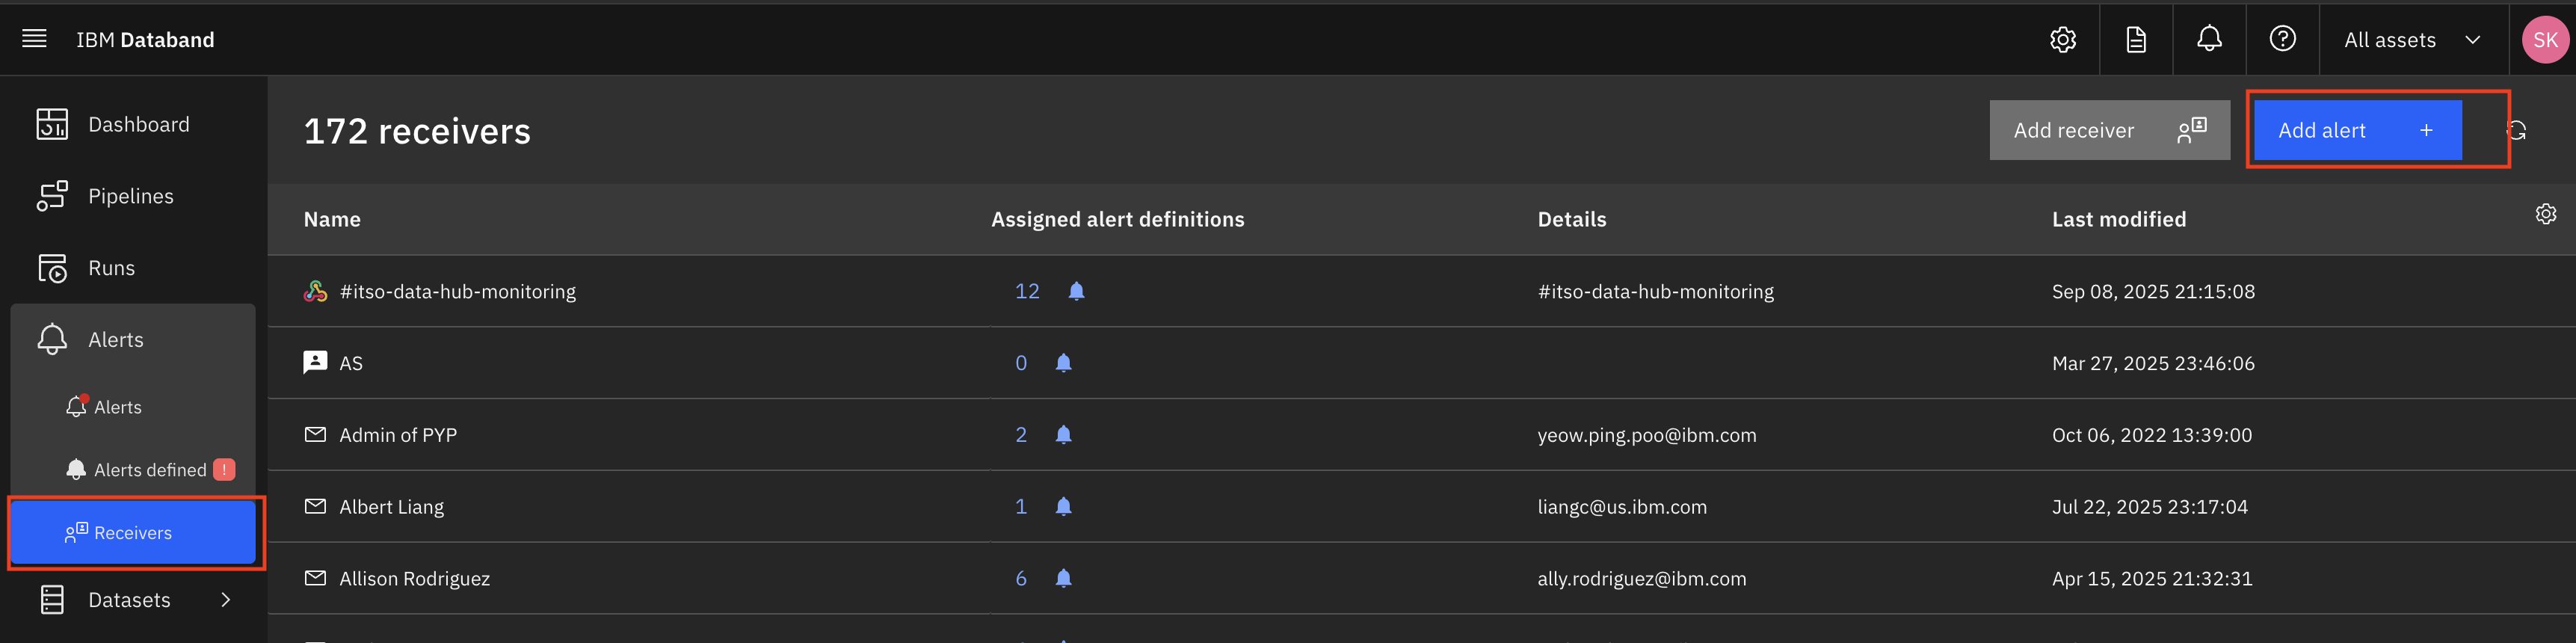 IBM Databand
All assets
SK
Dashboard
Pipelines
Runs
Alerts
Alerts
Alerts defined !
Receivers
Datasets
172 receivers
Add receiver
Add alert +
Name Assigned alert definitions Details Last modified
#itso-data-hub-monitoring 12 #itso-data-hub-monitoring Sep 08, 2025 21:15:08
AS 0 Mar 27, 2025 23:46:06
Admin of PYP 2 yeow.ping.poo@ibm.com Oct 06, 2022 13:39:00
Albert Liang 1 liangc@us.ibm.com Jul 22, 2025 23:17:04
Allison Rodriguez 6 ally.rodriguez@ibm.com Apr 15, 2025 21:32:31